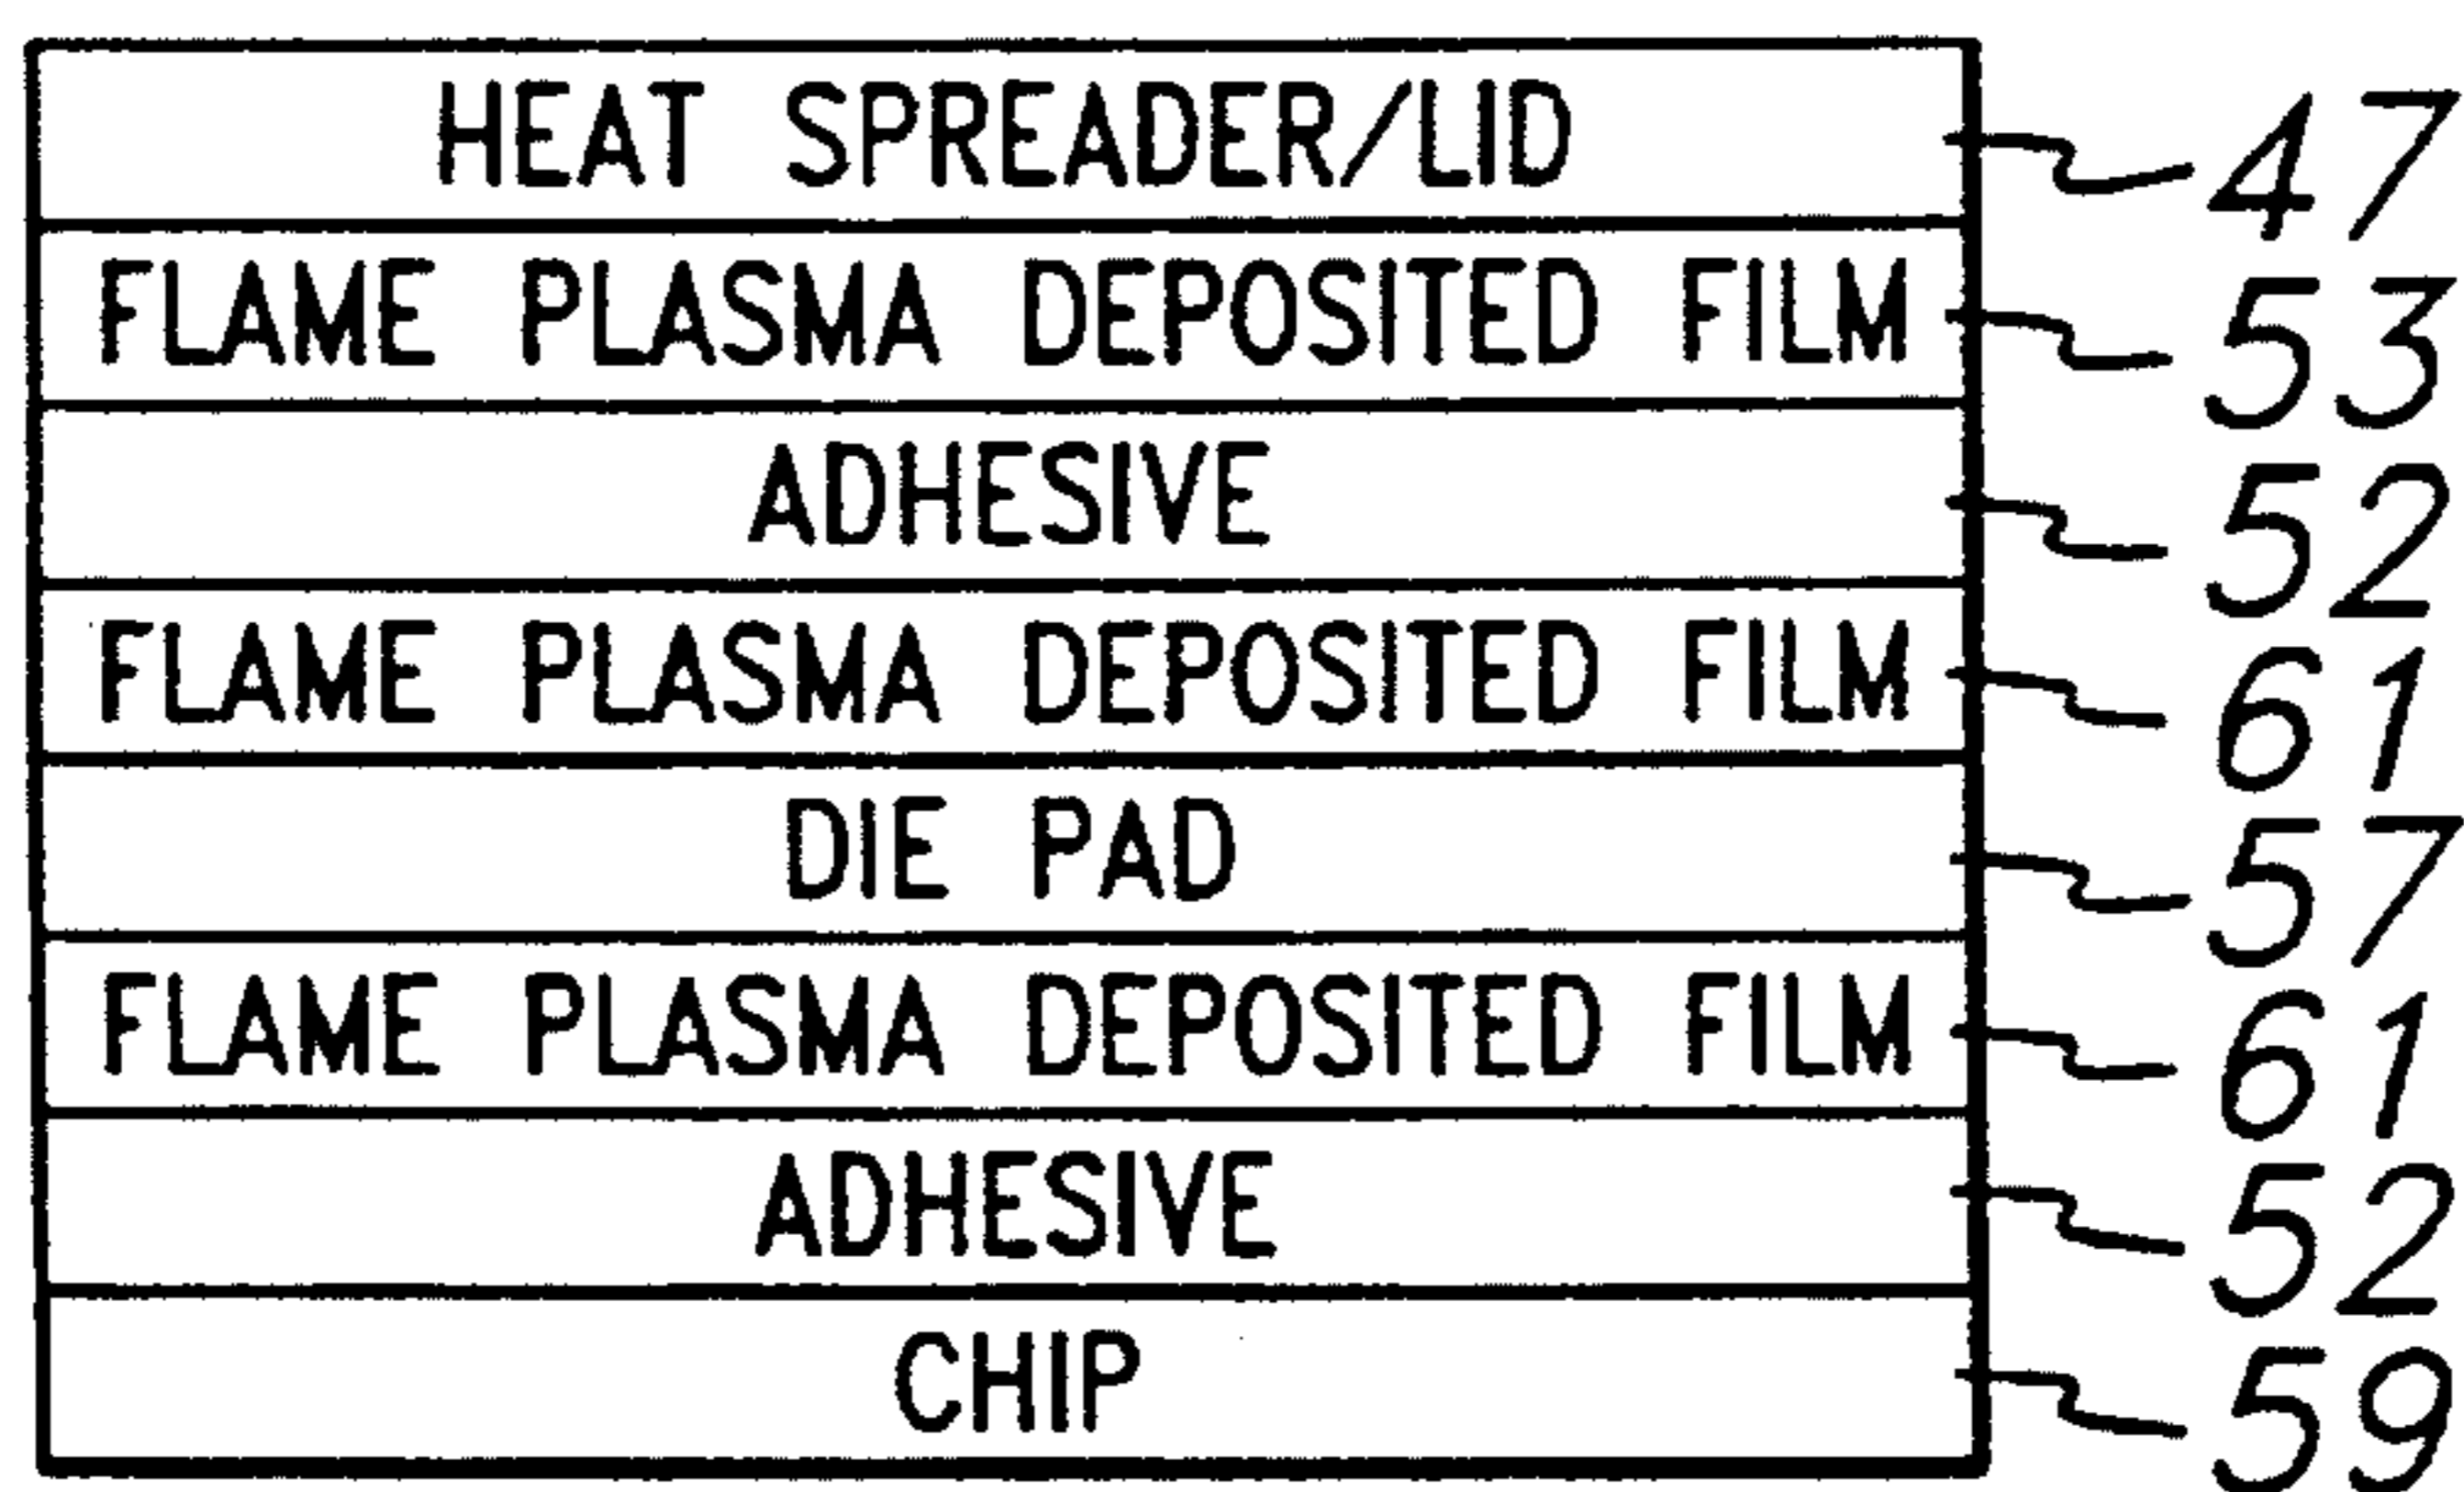 HEAT SPREADER/LID 47
FLAME PLASMA DEPOSITED FILM 53
ADHESIVE 52
FLAME PLASMA DEPOSITED FILM 61
DIE PAD 57
FLAME PLASMA DEPOSITED FILM 61
ADHESIVE 52
CHIP 59